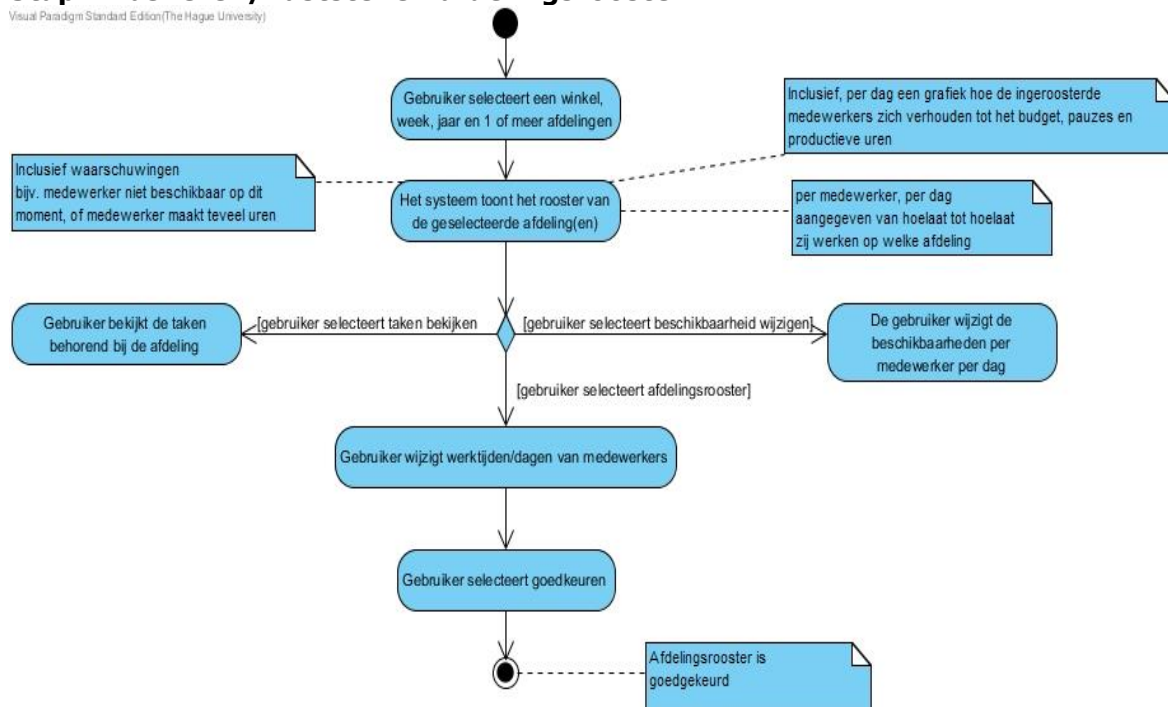 Visual Paradigm Standard Edition(The Hague University)
Gebruiker selecteert een winkel,
week, jaar en 1 of meer afdelingen
Inclusief, per dag een grafiek hoe de ingeroosterde
medewerkers zich verhouden tot het budget, pauzes en
productieve uren
Inclusief waarschuwingen
bijv. medewerker niet beschikbaar op dit
moment, of medewerker maakt teveel uren
Het systeem toont het rooster van
de geselecteerde afdeling(en)
per medewerker, per dag
aangegeven van hoelaat tot hoelaat
zij werken op welke afdeling
Gebruiker bekijkt de taken
behorend bij de afdeling
[gebruiker selecteert taken bekijken
[gebruiker selecteert beschikbaarheid wijzigen]
De gebruiker wijzigt de
beschikbaarheden per
medewerker per dag
[gebruiker selecteert afdelingsrooster]
Gebruiker wijzigt werktijden/dagen van medewerkers
Gebruiker selecteert goedkeuren
Afdelingsrooster is
goedgekeurd